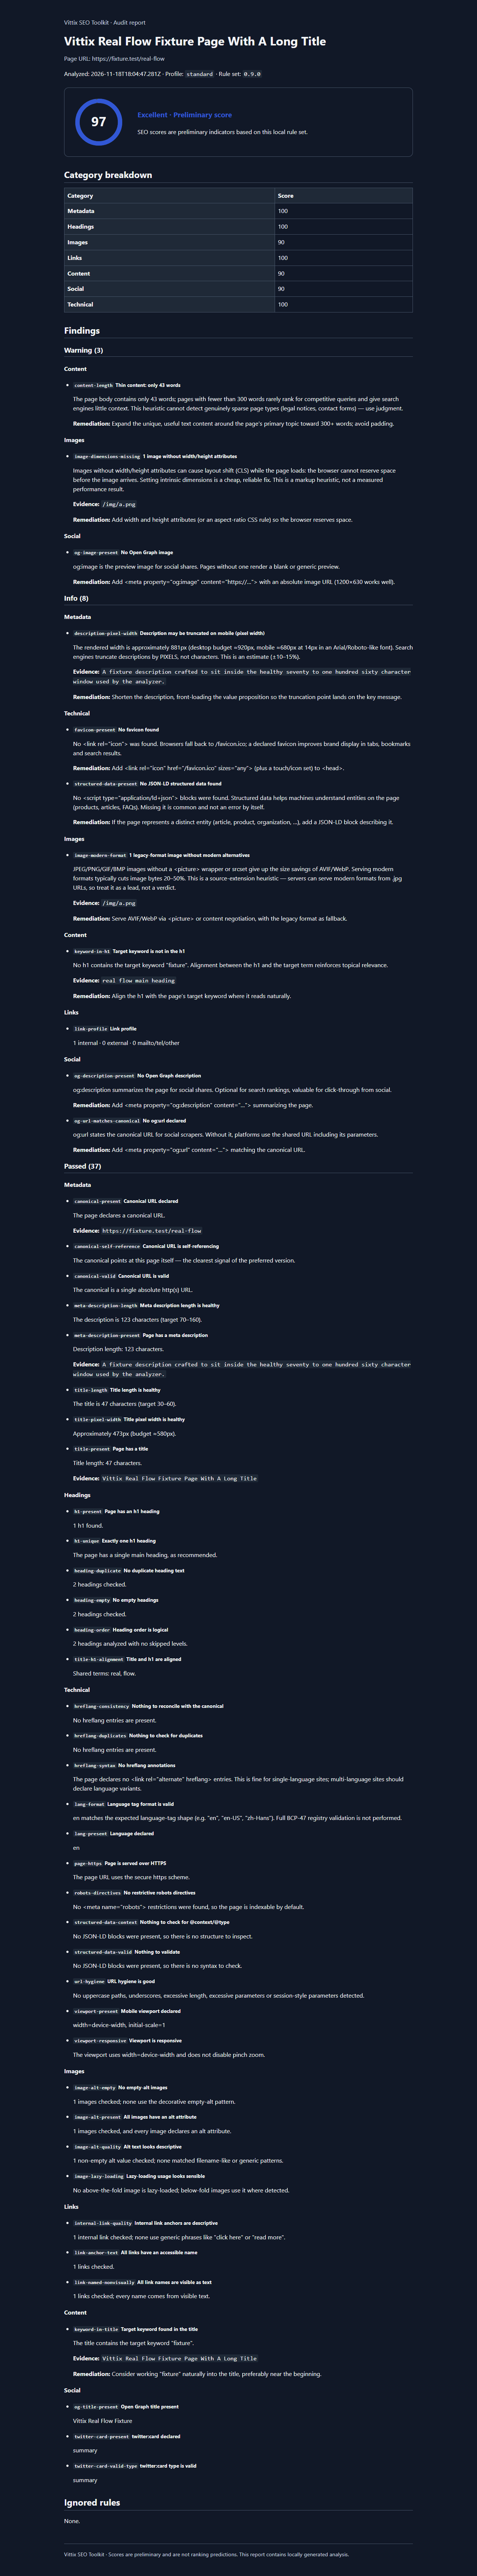 Vittix SEO Toolkit · Audit report
Vittix Real Flow Fixture Page With A Long Title
Page URL: https://fixture.test/real-flow
Analyzed: 2026-11-18T18:04:47.281Z · Profile: standard · Rule set: 0.9.0
97
Excellent · Preliminary score
SEO scores are preliminary indicators based on this local rule set.
Category breakdown
Category Score
Metadata 100
Headings 100
Images 90
Links 100
Content 90
Social 90
Technical 100
Findings
Warning (3)
Content
content-length Thin content: only 43 words
The page body contains only 43 words; pages with fewer than 300 words rarely rank for competitive queries and give search
engines little context. This heuristic cannot detect genuinely sparse page types (legal notices, contact forms) — use judgment.
Remediation: Expand the unique, useful text content around the page's primary topic toward 300+ words; avoid padding.
Images
image-dimensions-missing 1 image without width/height attributes
Images without width/height attributes can cause layout shift (CLS) while the page loads: the browser cannot reserve space
before the image arrives. Setting intrinsic dimensions is a cheap, reliable fix. This is a markup heuristic, not a measured
performance result.
Evidence: /img/a.png
Remediation: Add width and height attributes (or an aspect-ratio CSS rule) so the browser reserves space.
Social
og-image-present No Open Graph image
og:image is the preview image for social shares. Pages without one render a blank or generic preview.
Remediation: Add <meta property="og:image" content="https://..."> with an absolute image URL (1200×630 works well).
Info (8)
Metadata
description-pixel-width Description may be truncated on mobile (pixel width)
The rendered width is approximately 881px (desktop budget ≈920px, mobile ≈680px at 14px in an Arial/Roboto-like font). Search
engines truncate descriptions by PIXELS, not characters. This is an estimate (±10–15%).
Evidence: A fixture description crafted to sit inside the healthy seventy to one hundred sixty character
window used by the analyzer.
Remediation: Shorten the description, front-loading the value proposition so the truncation point lands on the key message.
Technical
favicon-present No favicon found
No <link rel="icon"> was found. Browsers fall back to /favicon.ico; a declared favicon improves brand display in tabs, bookmarks
and search results.
Remediation: Add <link rel="icon" href="/favicon.ico" sizes="any"> (plus a touch/icon set) to <head>.
structured-data-present No JSON-LD structured data found
No <script type="application/ld+json"> blocks were found. Structured data helps machines understand entities on the page
(products, articles, FAQs). Missing it is common and not an error by itself.
Remediation: If the page represents a distinct entity (article, product, organization, ...), add a JSON-LD block describing it.
Images
image-modern-format 1 legacy-format image without modern alternatives
JPEG/PNG/GIF/BMP images without a <picture> wrapper or srcset give up the size savings of AVIF/WebP. Serving modern
formats typically cuts image bytes 20–50%. This is a source-extension heuristic — servers can serve modern formats from .jpg
URLs, so treat it as a lead, not a verdict.
Evidence: /img/a.png
Remediation: Serve AVIF/WebP via <picture> or content negotiation, with the legacy format as fallback.
Content
keyword-in-h1 Target keyword is not in the h1
No h1 contains the target keyword "fixture". Alignment between the h1 and the target term reinforces topical relevance.
Evidence: real flow main heading
Remediation: Align the h1 with the page's target keyword where it reads naturally.
Links
link-profile Link profile
1 internal · 0 external · 0 mailto/tel/other
Social
og-description-present No Open Graph description
og:description summarizes the page for social shares. Optional for search rankings, valuable for click-through from social.
Remediation: Add <meta property="og:description" content="..."> summarizing the page.
og-url-matches-canonical No og:url declared
og:url states the canonical URL for social scrapers. Without it, platforms use the shared URL including its parameters.
Remediation: Add <meta property="og:url" content="..."> matching the canonical URL.
Passed (37)
Metadata
canonical-present Canonical URL declared
The page declares a canonical URL.
Evidence: https://fixture.test/real-flow
canonical-self-reference Canonical URL is self-referencing
The canonical points at this page itself — the clearest signal of the preferred version.
canonical-valid Canonical URL is valid
The canonical is a single absolute http(s) URL.
meta-description-length Meta description length is healthy
The description is 123 characters (target 70–160).
meta-description-present Page has a meta description
Description length: 123 characters.
Evidence: A fixture description crafted to sit inside the healthy seventy to one hundred sixty character
window used by the analyzer.
title-length Title length is healthy
The title is 47 characters (target 30–60).
title-pixel-width Title pixel width is healthy
Approximately 473px (budget ≈580px).
title-present Page has a title
Title length: 47 characters.
Evidence: Vittix Real Flow Fixture Page With A Long Title
Headings
h1-present Page has an h1 heading
1 h1 found.
h1-unique Exactly one h1 heading
The page has a single main heading, as recommended.
heading-duplicate No duplicate heading text
2 headings checked.
heading-empty No empty headings
2 headings checked.
heading-order Heading order is logical
2 headings analyzed with no skipped levels.
title-h1-alignment Title and h1 are aligned
Shared terms: real, flow.
Technical
hreflang-consistency Nothing to reconcile with the canonical
No hreflang entries are present.
hreflang-duplicates Nothing to check for duplicates
No hreflang entries are present.
hreflang-syntax No hreflang annotations
The page declares no <link rel="alternate" hreflang> entries. This is fine for single-language sites; multi-language sites should
declare language variants.
lang-format Language tag format is valid
en matches the expected language-tag shape (e.g. "en", "en-US", "zh-Hans"). Full BCP-47 registry validation is not performed.
lang-present Language declared
en
page-https Page is served over HTTPS
The page URL uses the secure https scheme.
robots-directives No restrictive robots directives
No <meta name="robots"> restrictions were found, so the page is indexable by default.
structured-data-context Nothing to check for @context/@type
No JSON-LD blocks were present, so there is no structure to inspect.
structured-data-valid Nothing to validate
No JSON-LD blocks were present, so there is no syntax to check.
url-hygiene URL hygiene is good
No uppercase paths, underscores, excessive length, excessive parameters or session-style parameters detected.
viewport-present Mobile viewport declared
width=device-width, initial-scale=1
viewport-responsive Viewport is responsive
The viewport uses width=device-width and does not disable pinch zoom.
Images
image-alt-empty No empty-alt images
1 images checked; none use the decorative empty-alt pattern.
image-alt-present All images have an alt attribute
1 images checked, and every image declares an alt attribute.
image-alt-quality Alt text looks descriptive
1 non-empty alt value checked; none matched filename-like or generic patterns.
image-lazy-loading Lazy-loading usage looks sensible
No above-the-fold image is lazy-loaded; below-fold images use it where detected.
Links
internal-link-quality Internal link anchors are descriptive
1 internal link checked; none use generic phrases like "click here" or "read more".
link-anchor-text All links have an accessible name
1 links checked.
link-named-nonvisually All link names are visible as text
1 links checked; every name comes from visible text.
Content
keyword-in-title Target keyword found in the title
The title contains the target keyword "fixture".
Evidence: Vittix Real Flow Fixture Page With A Long Title
Remediation: Consider working "fixture" naturally into the title, preferably near the beginning.
Social
og-title-present Open Graph title present
Vittix Real Flow Fixture
twitter-card-present twitter:card declared
summary
twitter-card-valid-type twitter:card type is valid
summary
Ignored rules
None.
Vittix SEO Toolkit · Scores are preliminary and are not ranking predictions. This report contains locally generated analysis.